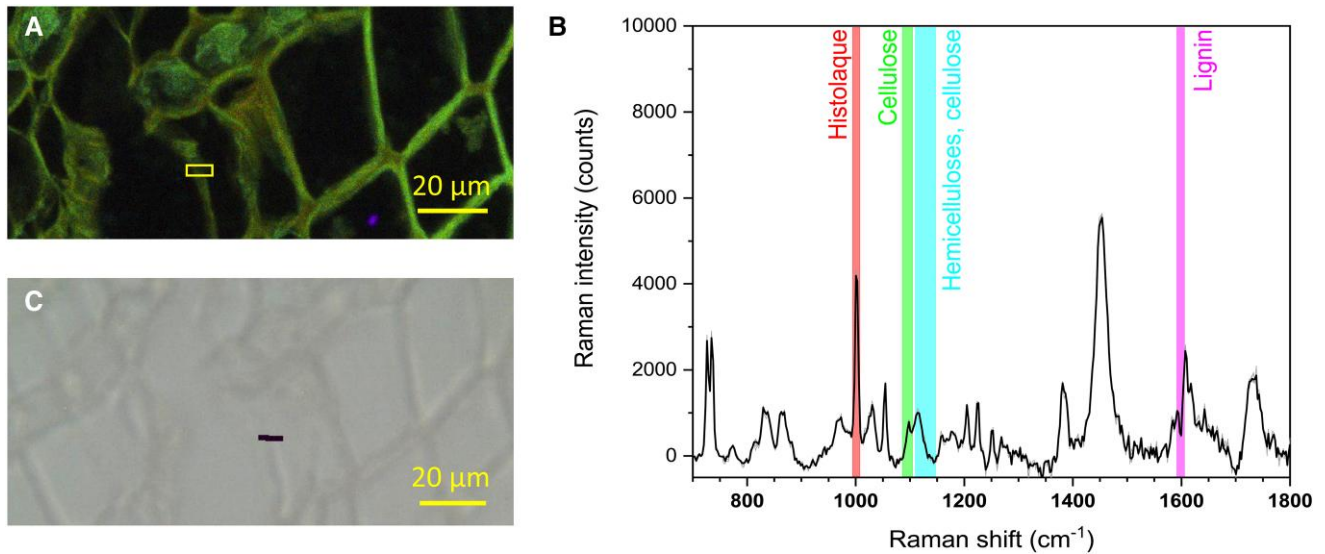 A
20 µm
C
20 µm
B
Raman intensity (counts)
10000
8000
6000
4000
2000
0
Histolaque
Cellulose
Hemicelluloses, cellulose
Lignin
800
1000
1200
1400
1600
1800
Raman shift (cm⁻¹)